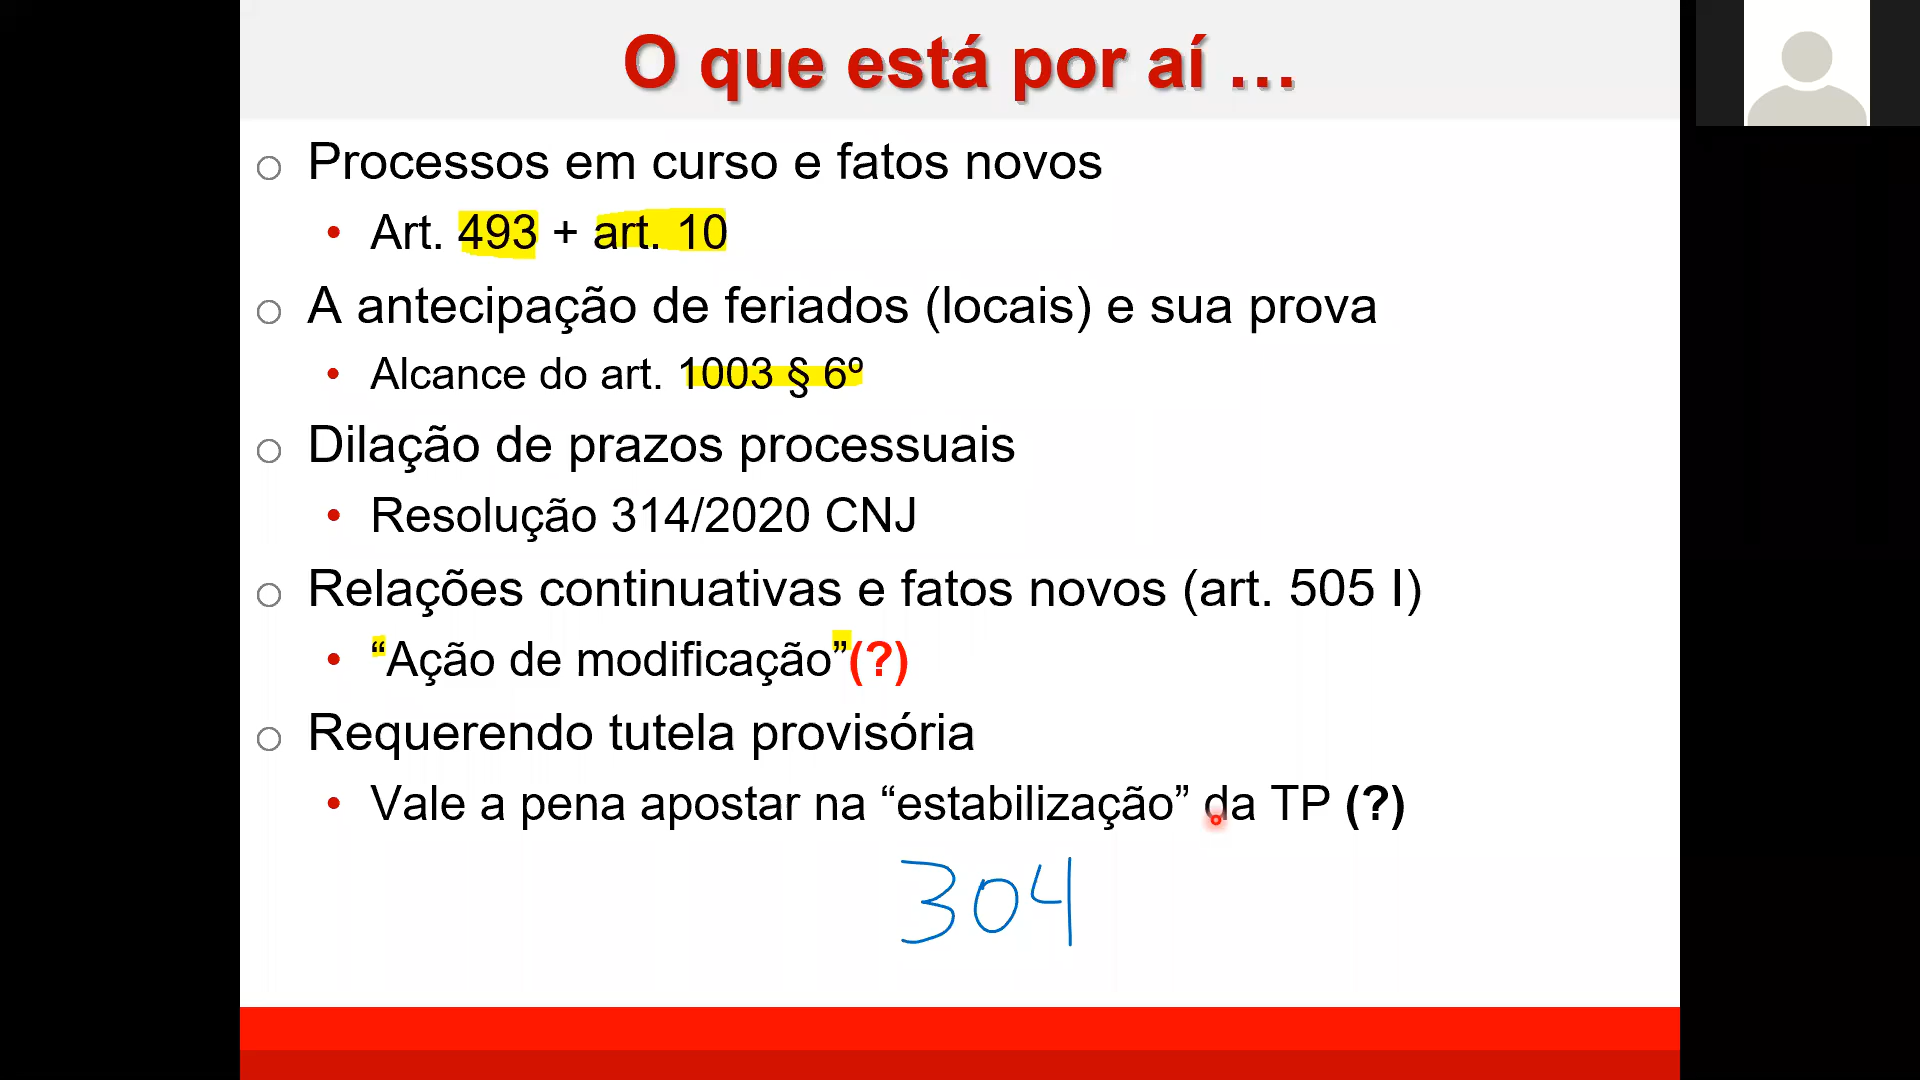 O que está por aí ...
Processos em curso e fatos novos
Art. 493 + art. 10
A antecipação de feriados (locais) e sua prova
Alcance do art. 1003 § 6º
Dilação de prazos processuais
Resolução 314/2020 CNJ
Relações continuativas e fatos novos (art. 505 I)
“Ação de modificação”(?)
Requerendo tutela provisória
Vale a pena apostar na “estabilização” da TP (?)
304